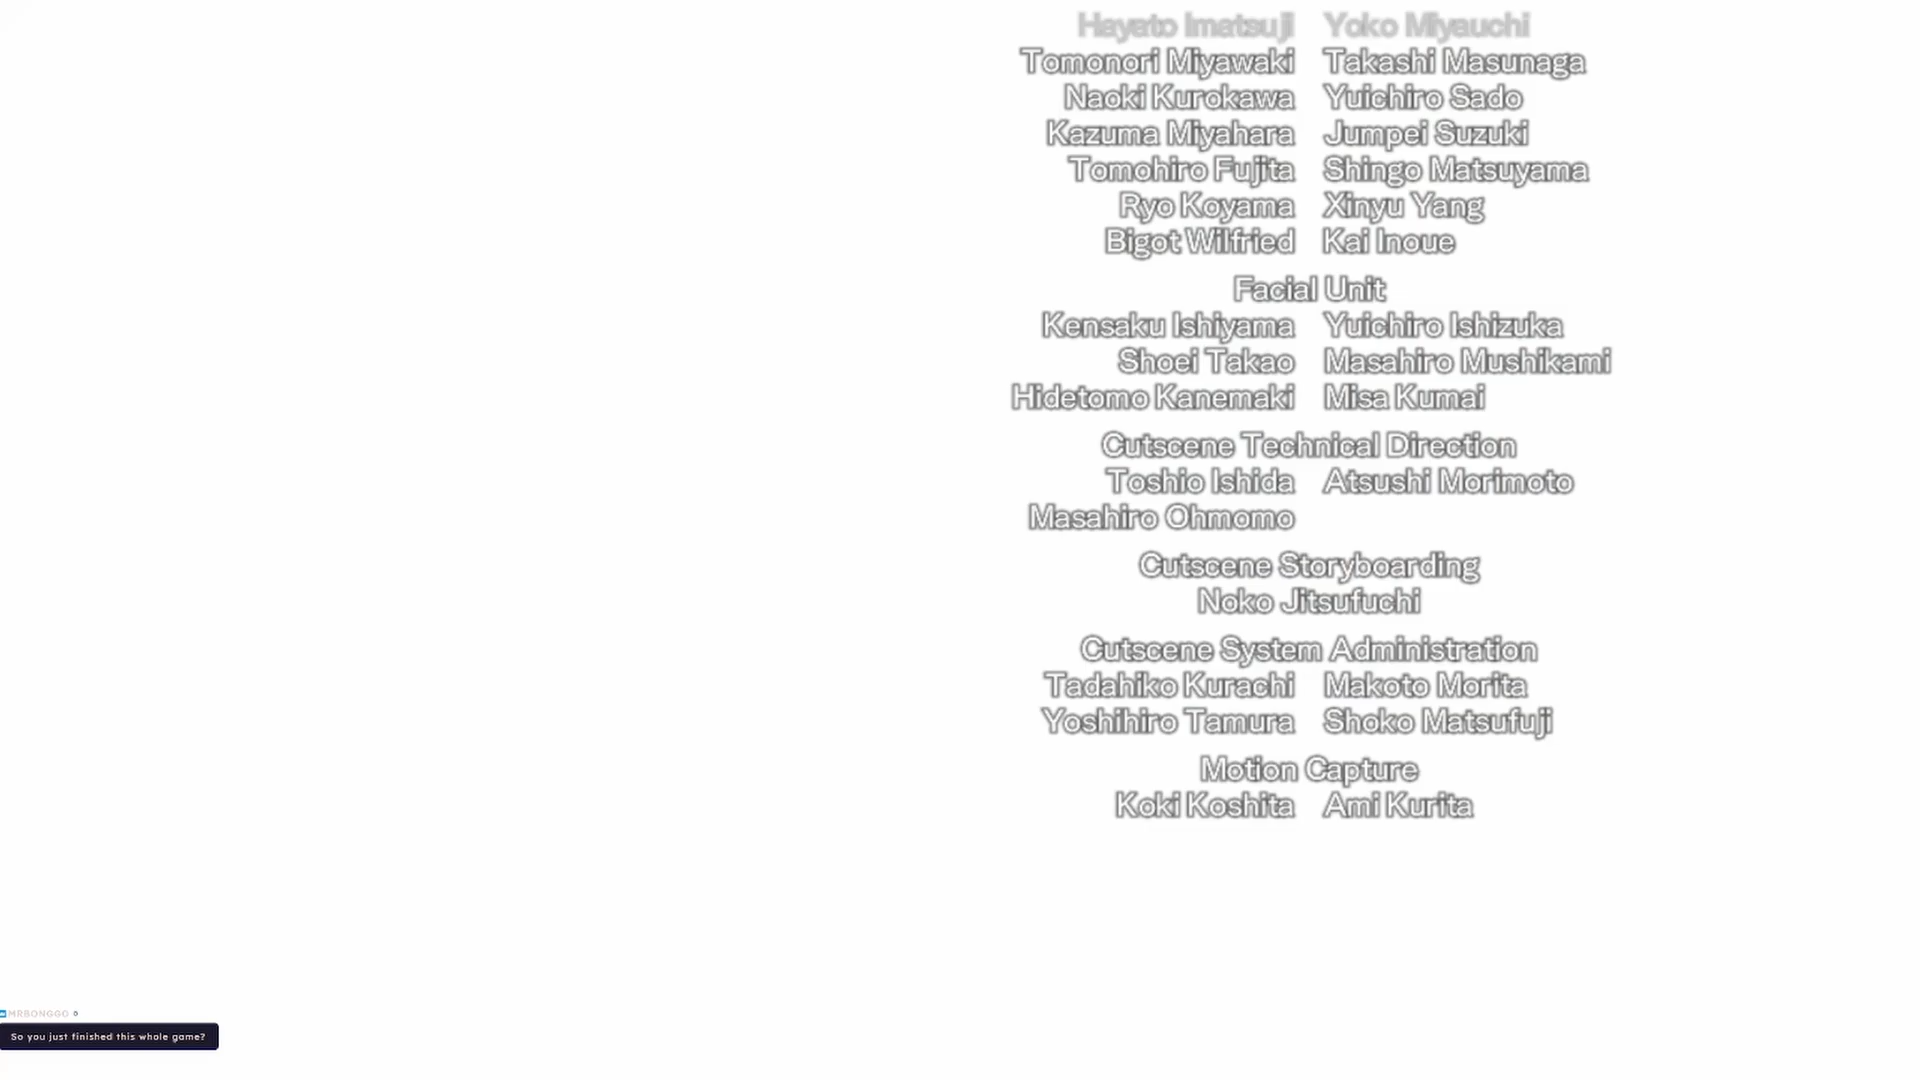 Hayato Imatsuji Yoko Miyauchi
Tomonori Miyawaki Takashi Masunaga
Naoki Kurokawa Yuichiro Sado
Kazuma Miyahara Jumpei Suzuki
Tomohiro Fujita Shingo Matsuyama
Ryo Koyama Xinyu Yang
Bigot Wilfried Kai Inoue
Facial Unit
Kensaku Ishiyama Yuichiro Ishizuka
Shoei Takao Masahiro Mushikami
Hidetomo Kanemaki Misa Kumai
Cutscene Technical Direction
Toshio Ishida Atsushi Morimoto
Masahiro Ohmomo
Cutscene Storyboarding
Noko Jitsufuchi
Cutscene System Administration
Tadahiko Kurachi Makoto Morita
Yoshihiro Tamura Shoko Matsufuji
Motion Capture
Koki Koshita Ami Kurita
MRBONGGO
So you just finished this whole game?